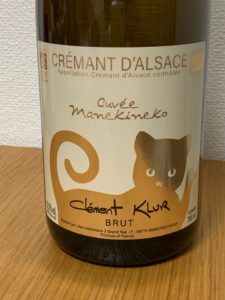 CRÉMANT D'ALSACE
Appellation Crémant d'Alsace contrôlée
Cuvée
Manekineko
Clément KLUR
BRUT
Produce of France